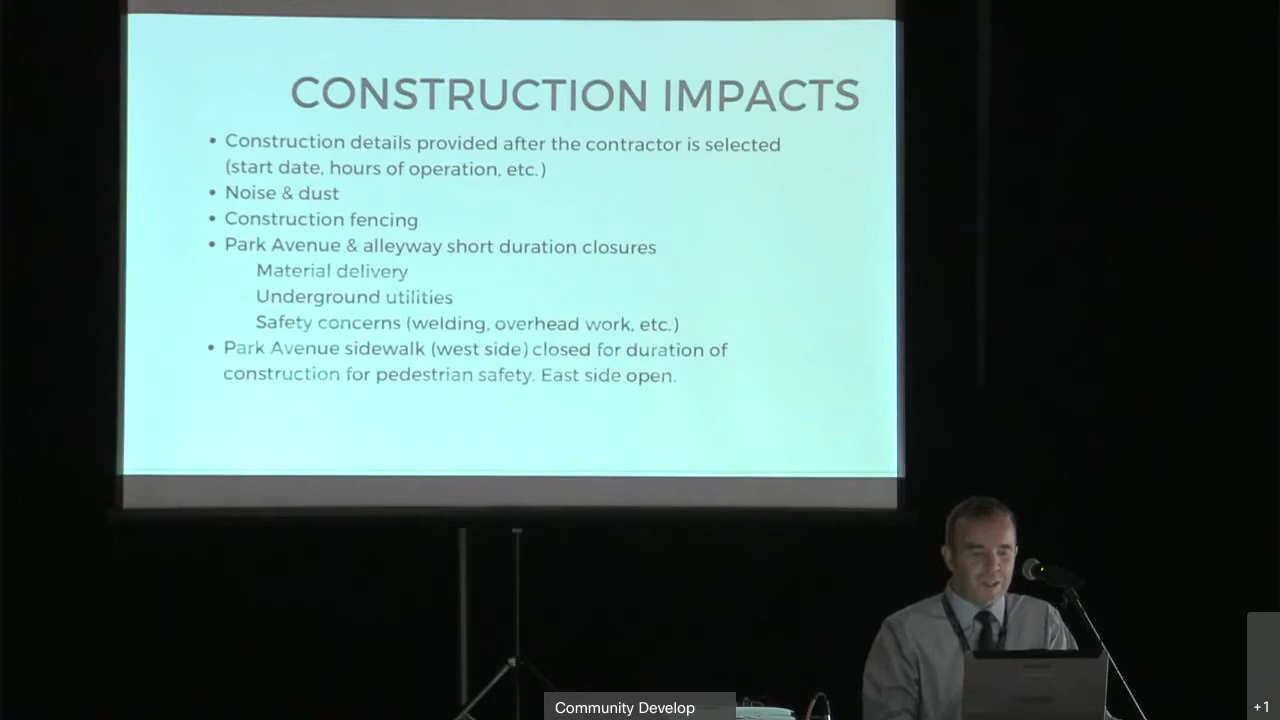 CONSTRUCTION IMPACTS
• Construction details provided after the contractor is selected
(start date, hours of operation, etc.)
• Noise & dust
• Construction fencing
• Park Avenue & alleyway short duration closures
Material delivery
Underground utilities
Safety concerns (welding, overhead work, etc.)
• Park Avenue sidewalk (west side) closed for duration of
construction for pedestrian safety. East side open.
Community Develop
+1